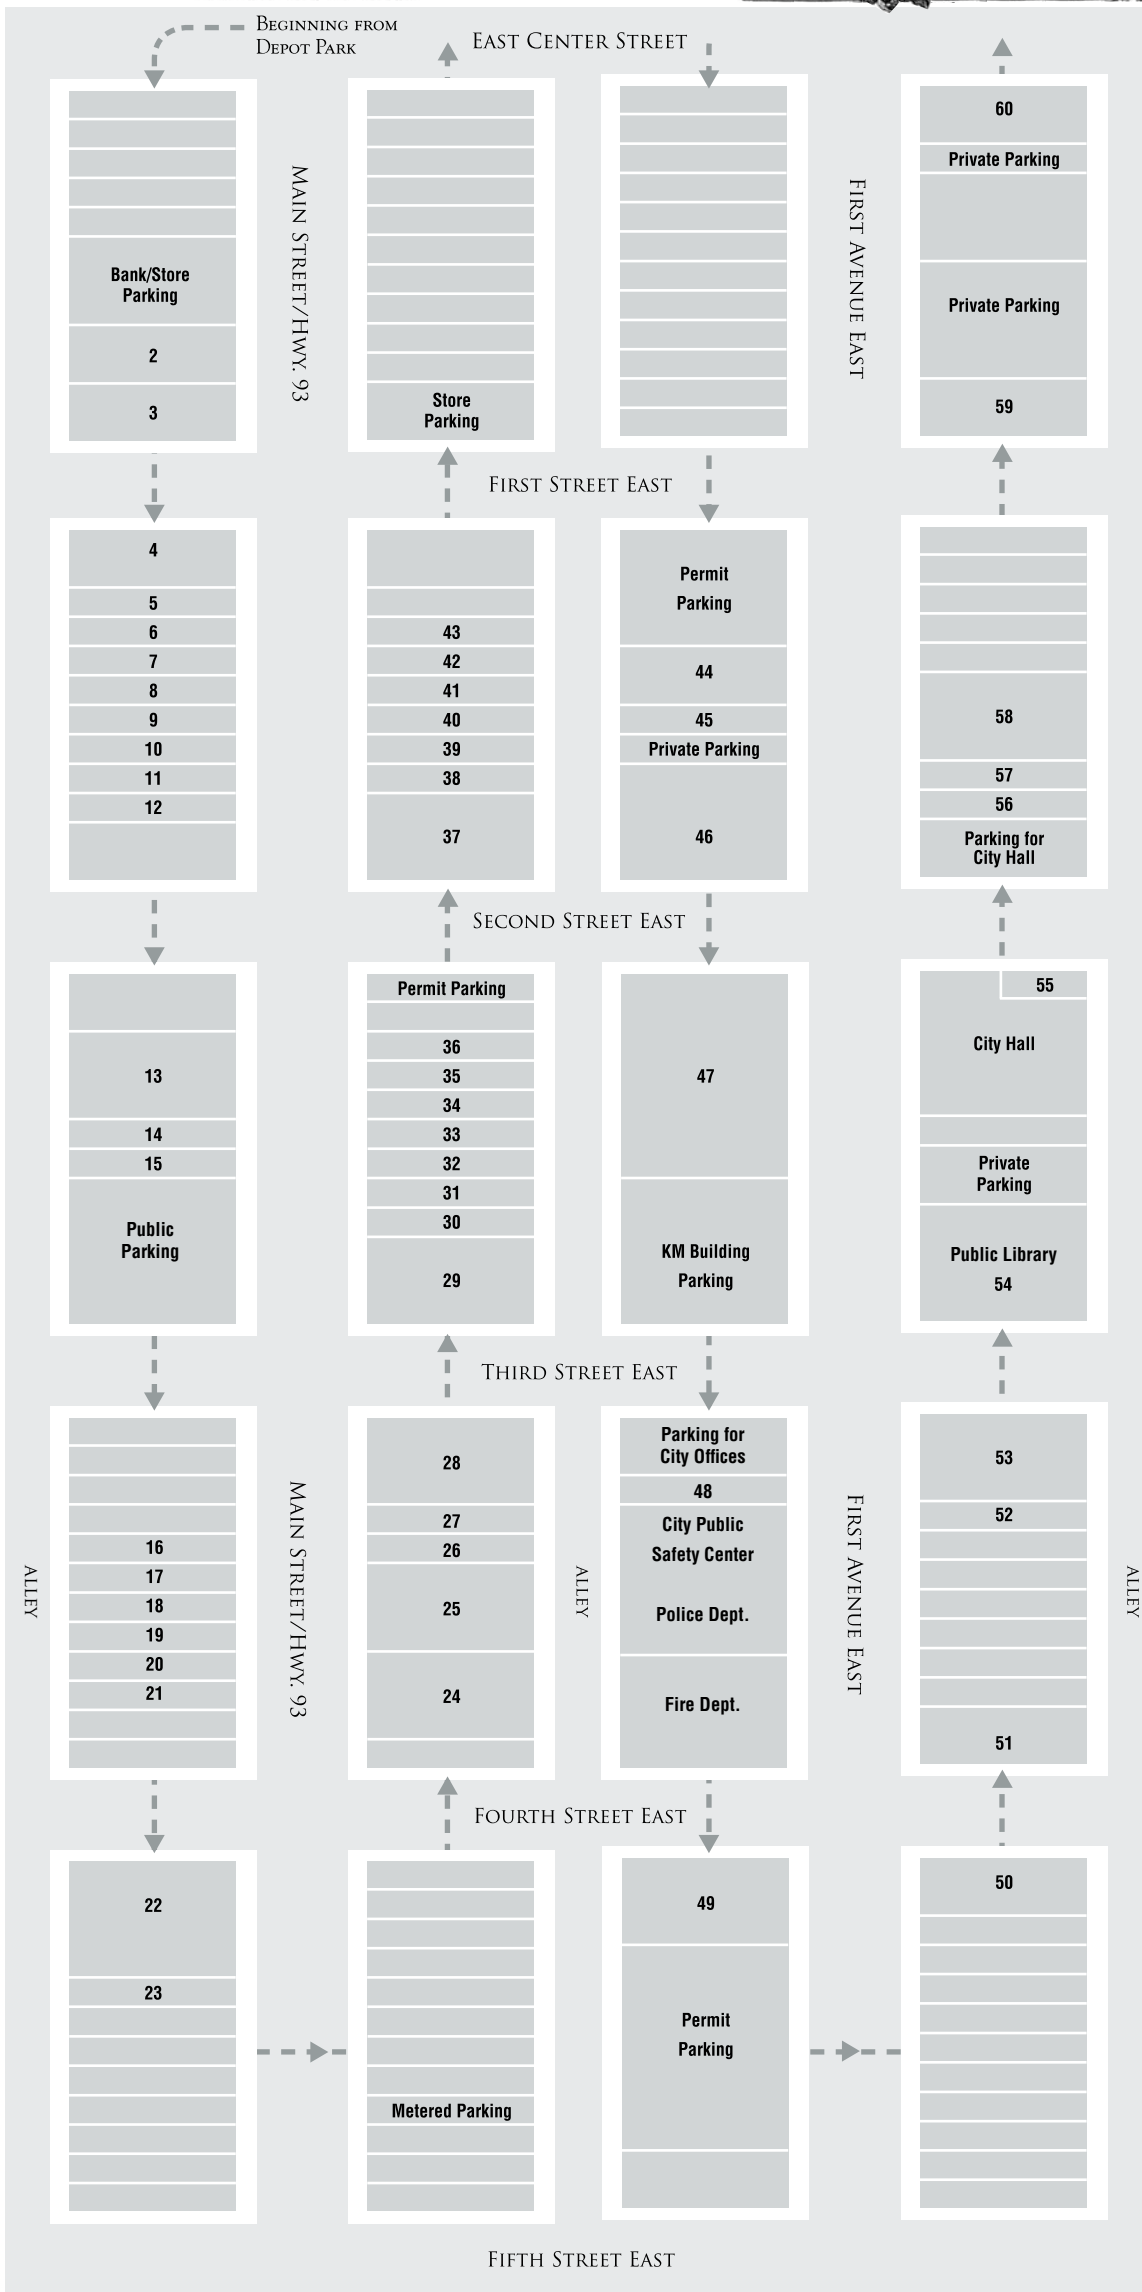 Beginning from
Depot Park
East Center Street
Main Street/Hwy. 93
First Avenue East
Bank/Store
Parking
2
3
Store
Parking
60
Private Parking
Private Parking
59
First Street East
4
5
6
7
8
9
10
11
12
43
42
41
40
39
38
37
Permit
Parking
44
45
Private Parking
46
58
57
56
Parking for
City Hall
Second Street East
13
14
15
Public
Parking
Permit Parking
36
35
34
33
32
31
30
29
47
KM Building
Parking
55
City Hall
Private
Parking
Public Library
54
Third Street East
Alley
16
17
18
19
20
21
Main Street/Hwy. 93
28
27
26
25
24
Alley
Parking for
City Offices
48
City Public
Safety Center
Police Dept.
Fire Dept.
First Avenue East
53
52
51
Alley
Fourth Street East
22
23
Metered Parking
49
Permit
Parking
50
Fifth Street East